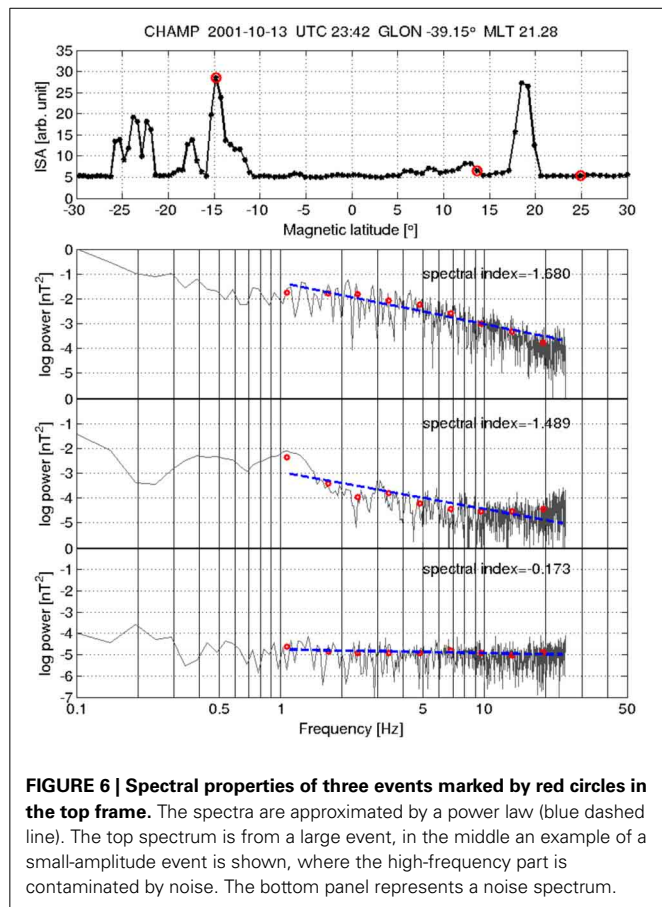 CHAMP 2001-10-13 UTC 23:42 GLON -39.15° MLT 21.28
35
30
25
20
15
10
5
0
ISA [arb. unit]
-30 -25 -20 -15 -10 -5 0 5 10 15 20 25 30
Magnetic latitude [°]
0
-1
-2
-3
-4
-5
log power [nT²]
spectral index=-1.680
0
-1
-2
-3
-4
-5
log power [nT²]
spectral index=-1.489
0
-1
-2
-3
-4
-5
-6
-7
log power [nT²]
spectral index=-0.173
0.1 0.5 1 5 10 50
Frequency [Hz]
FIGURE 6 | Spectral properties of three events marked by red circles in
the top frame. The spectra are approximated by a power law (blue dashed
line). The top spectrum is from a large event, in the middle an example of a
small-amplitude event is shown, where the high-frequency part is
contaminated by noise. The bottom panel represents a noise spectrum.